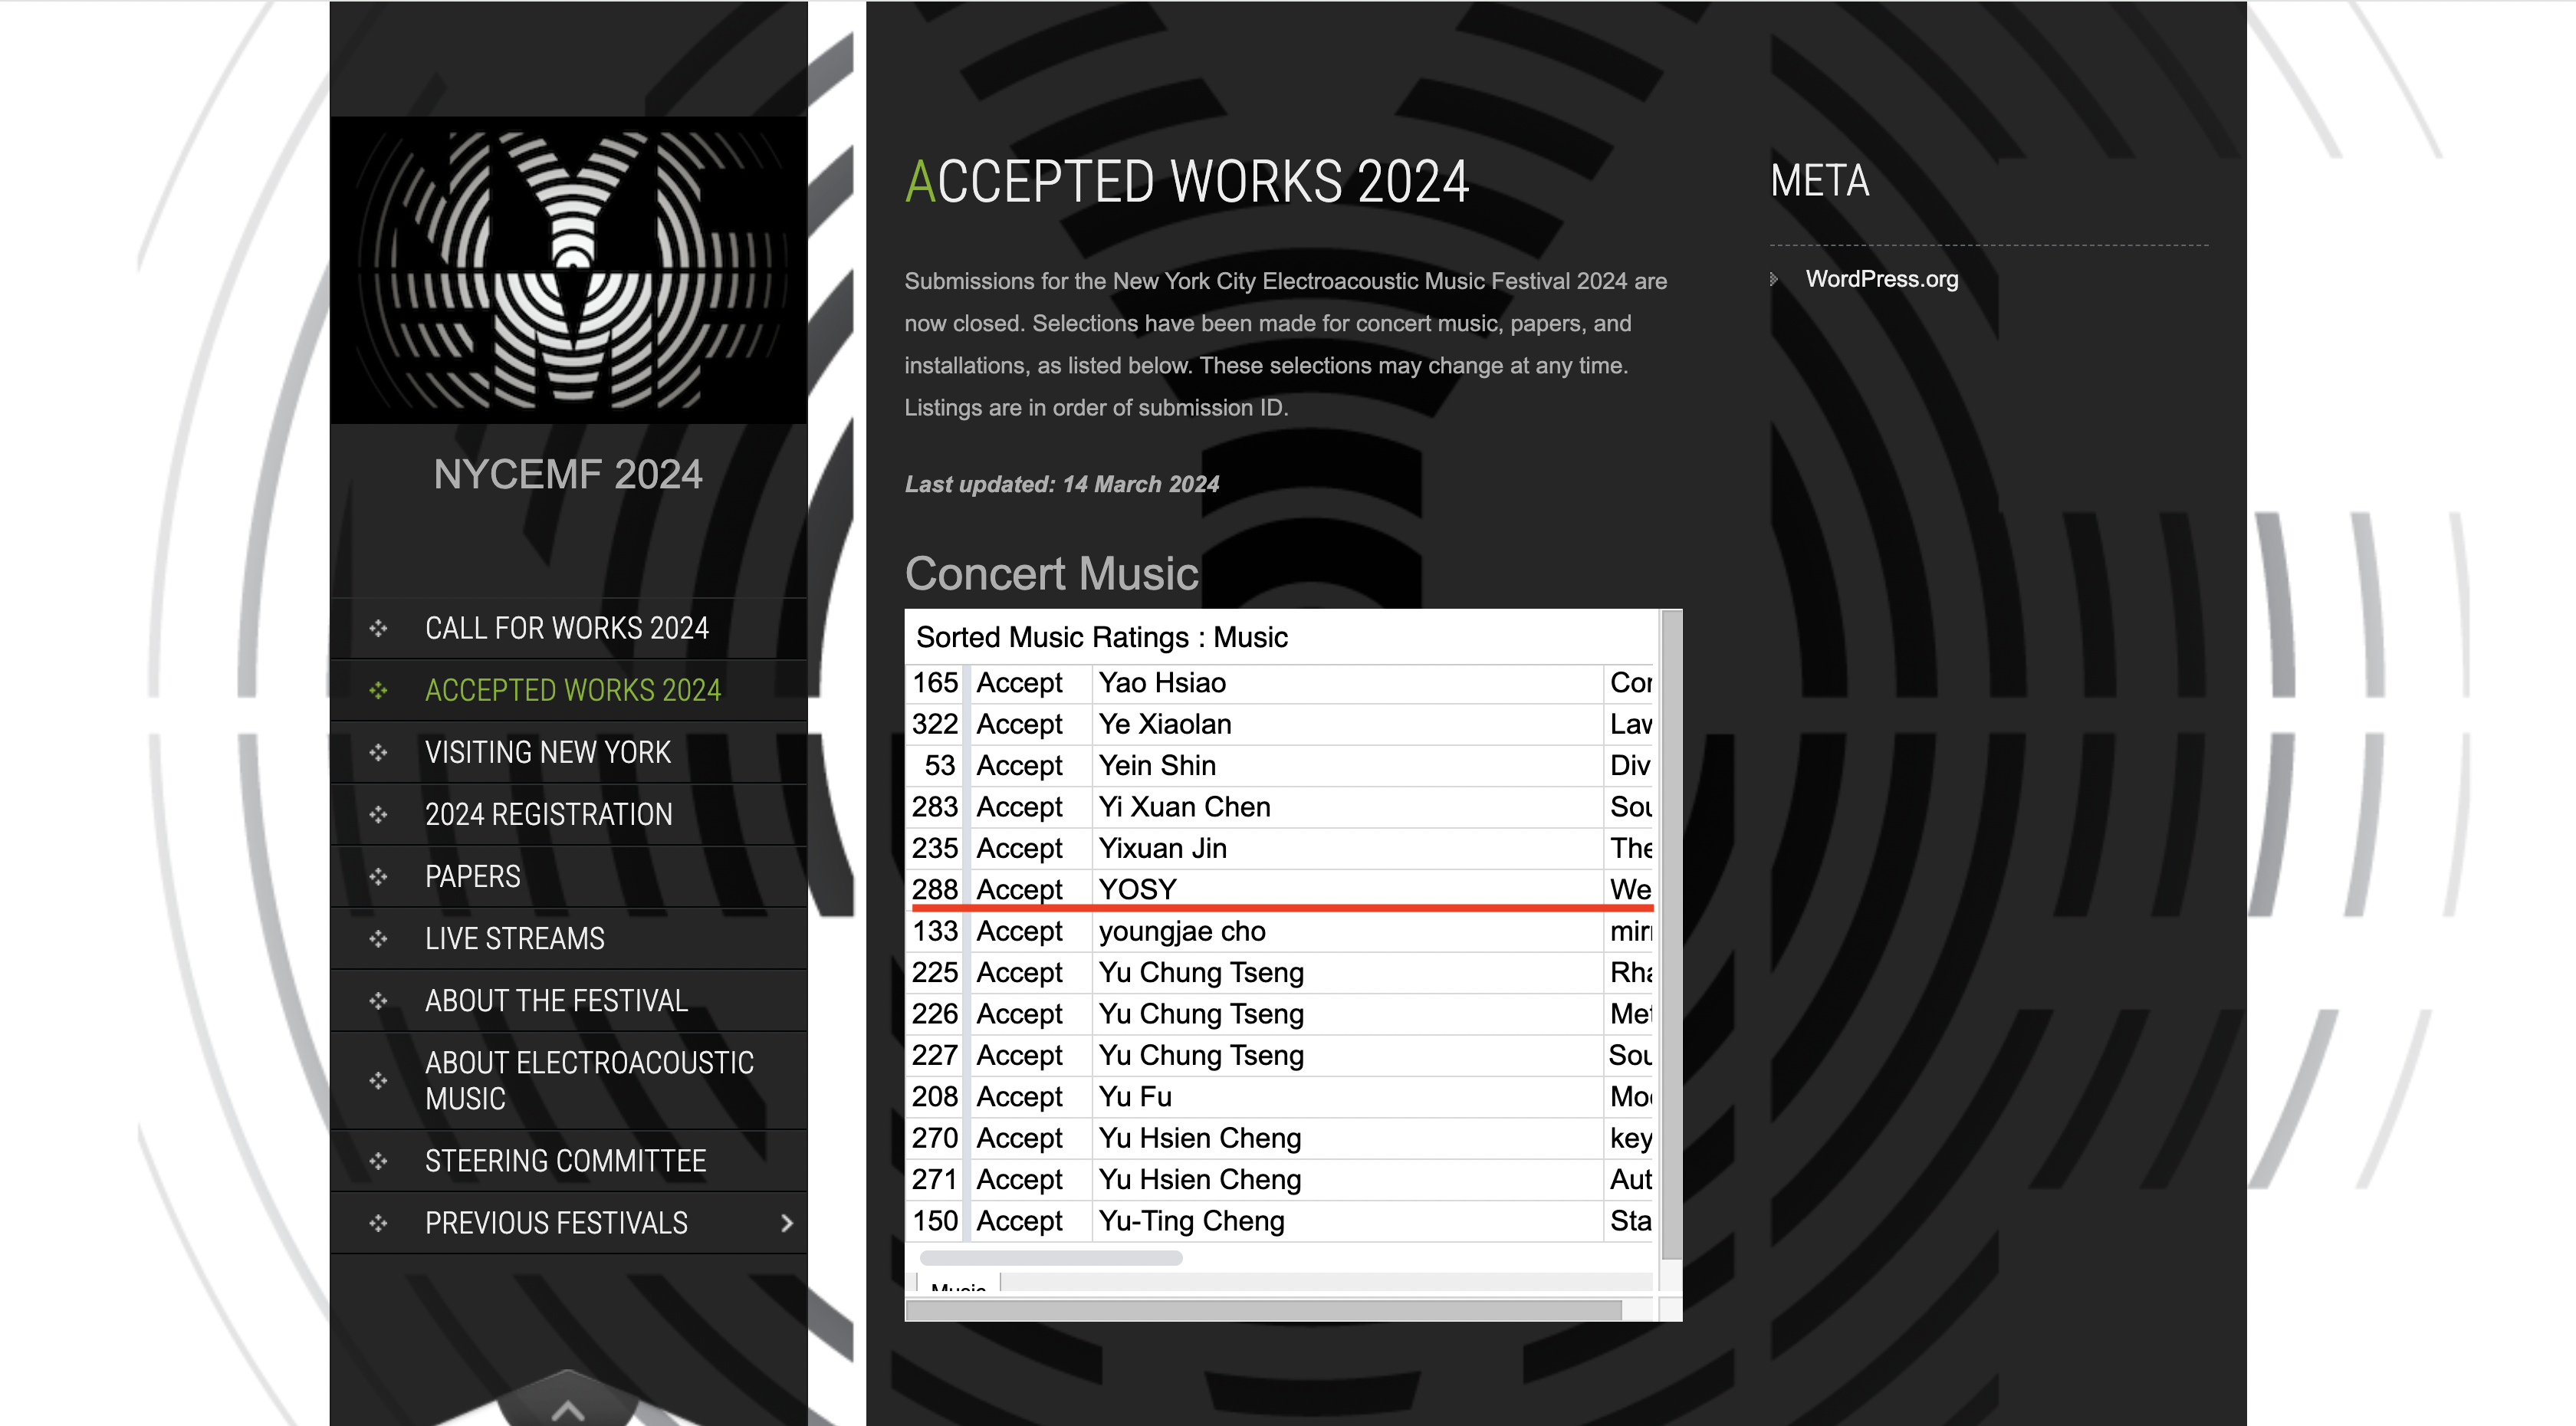 NYCEMF 2024
CALL FOR WORKS 2024
ACCEPTED WORKS 2024
VISITING NEW YORK
2024 REGISTRATION
PAPERS
LIVE STREAMS
ABOUT THE FESTIVAL
ABOUT ELECTROACOUSTIC
MUSIC
STEERING COMMITTEE
PREVIOUS FESTIVALS
ACCEPTED WORKS 2024
Submissions for the New York City Electroacoustic Music Festival 2024 are
now closed. Selections have been made for concert music, papers, and
installations, as listed below. These selections may change at any time.
Listings are in order of submission ID.
Last updated: 14 March 2024
Concert Music
Sorted Music Ratings : Music
165 Accept Yao Hsiao Cor
322 Accept Ye Xiaolan Law
53 Accept Yein Shin Div
283 Accept Yi Xuan Chen Sou
235 Accept Yixuan Jin The
288 Accept YOSY We
133 Accept youngjae cho mir
225 Accept Yu Chung Tseng Rha
226 Accept Yu Chung Tseng Met
227 Accept Yu Chung Tseng Sou
208 Accept Yu Fu Mo
270 Accept Yu Hsien Cheng key
271 Accept Yu Hsien Cheng Aut
150 Accept Yu-Ting Cheng Sta
Music
META
WordPress.org